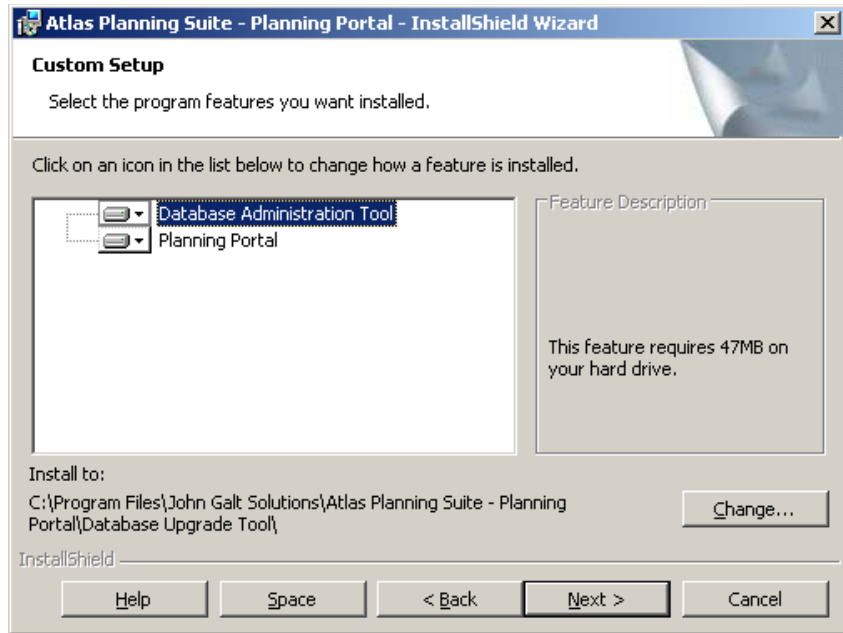 Atlas Planning Suite - Planning Portal - InstallShield Wizard
Custom Setup
Select the program features you want installed.
Click on an icon in the list below to change how a feature is installed.
Database Administration Tool
Planning Portal
Feature Description
This feature requires 47MB on
your hard drive.
Install to:
C:\Program Files\John Galt Solutions\Atlas Planning Suite - Planning
Portal\Database Upgrade Tool\
Change...
InstallShield
Help
Space
< Back
Next >
Cancel